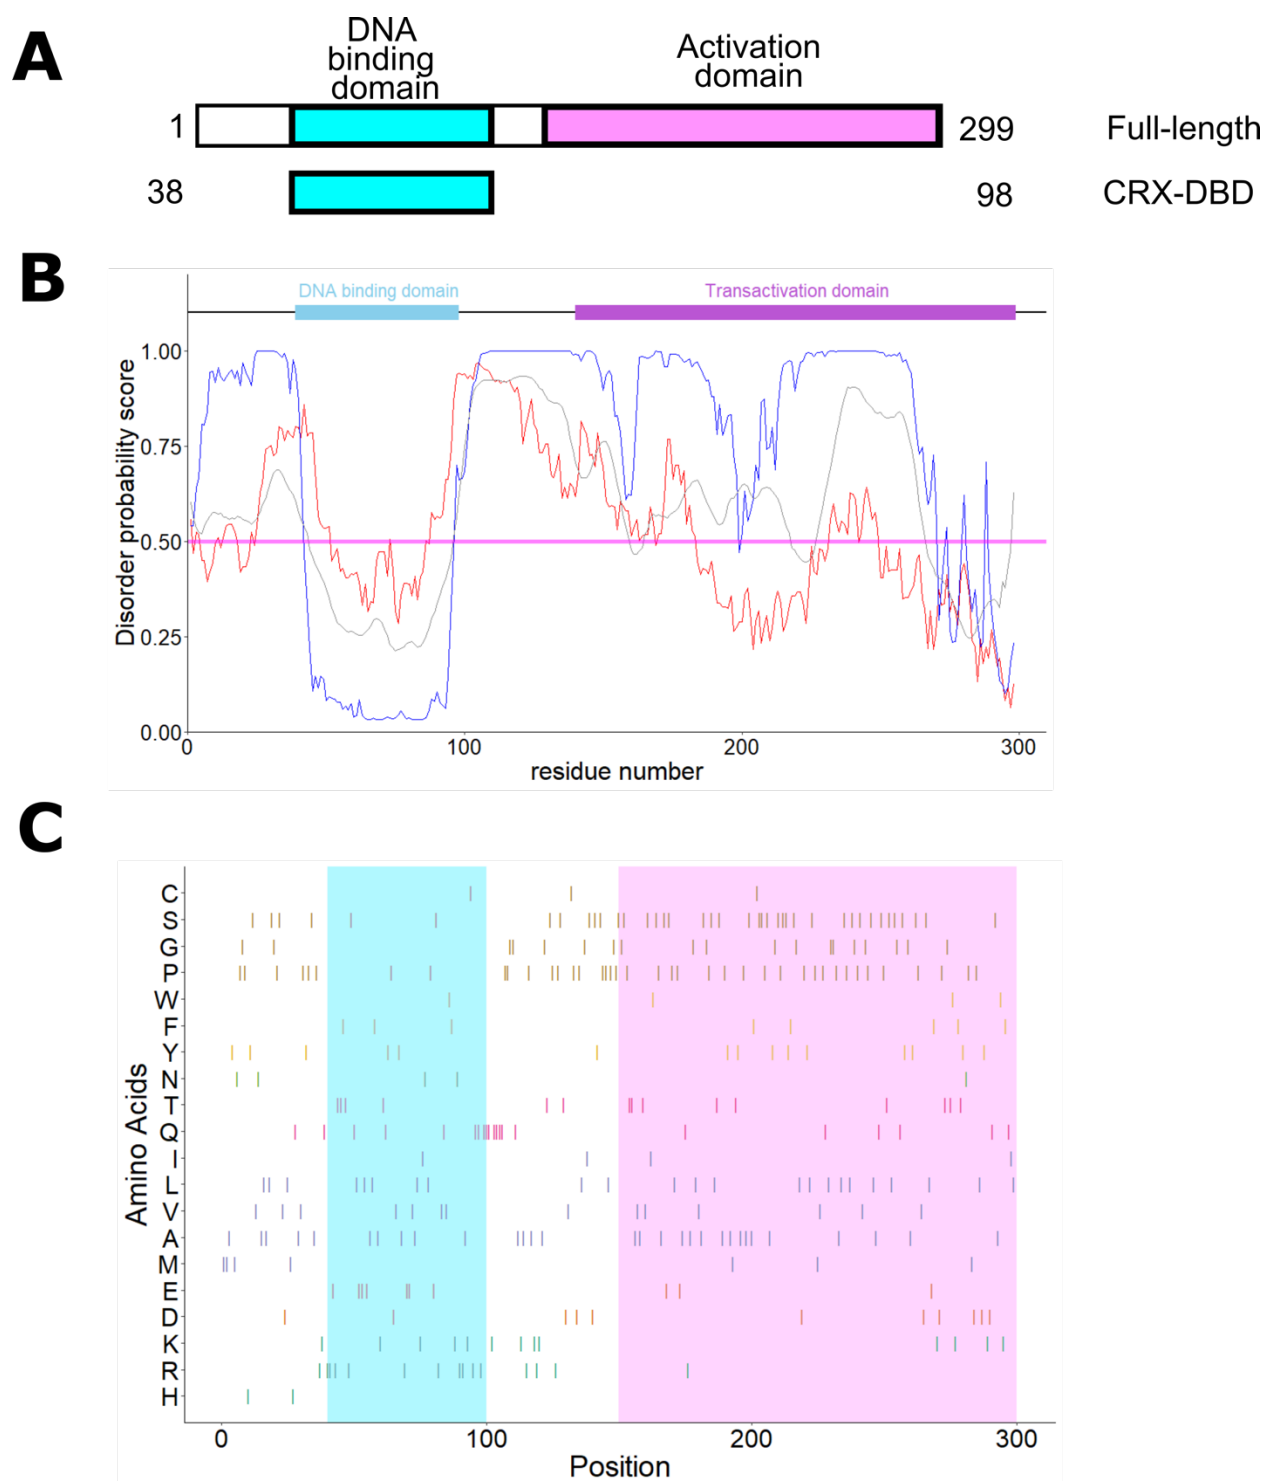 A
DNA
binding
domain
Activation
domain
1
299
Full-length
38
98
CRX-DBD
B
DNA binding domain
Transactivation domain
Disorder probability score
1.00
0.75
0.50
0.25
0.00
0
100
200
300
residue number
C
Amino Acids
C
S
G
P
W
F
Y
N
T
Q
I
L
V
A
M
E
D
K
R
H
0
100
200
300
Position